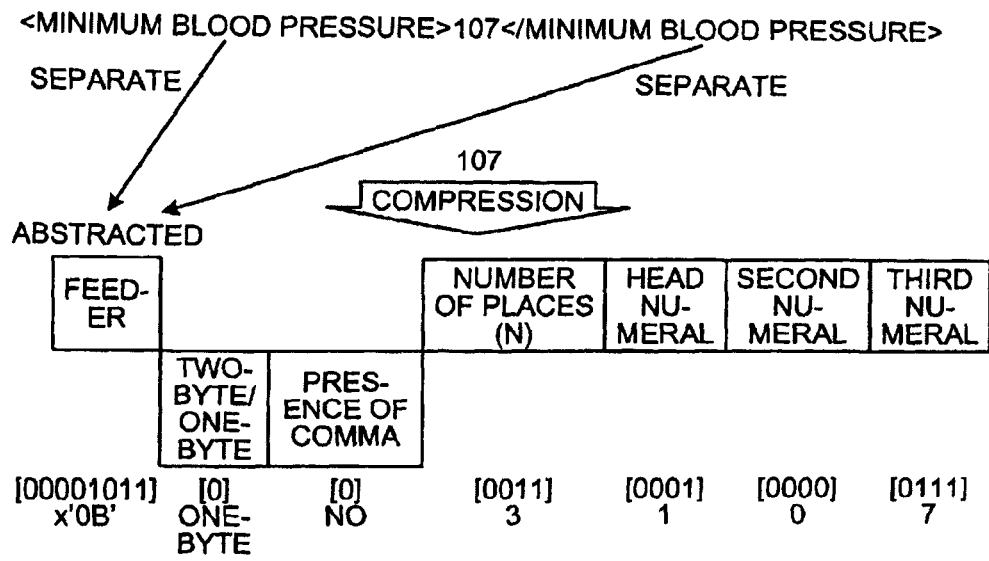 <MINIMUM BLOOD PRESSURE>107</MINIMUM BLOOD PRESSURE>
SEPARATE
SEPARATE
107
COMPRESSION
ABSTRACTED
FEED-
ER
NUMBER
OF PLACES
(N)
HEAD
NU-
MERAL
SECOND
NU-
MERAL
THIRD
NU-
MERAL
TWO-
BYTE/
ONE-
BYTE
PRES-
ENCE OF
COMMA
[00001011] [0] [0] [0011] [0001] [0000] [0111]
x'0B' ONE- NO 3 1 0 7
BYTE